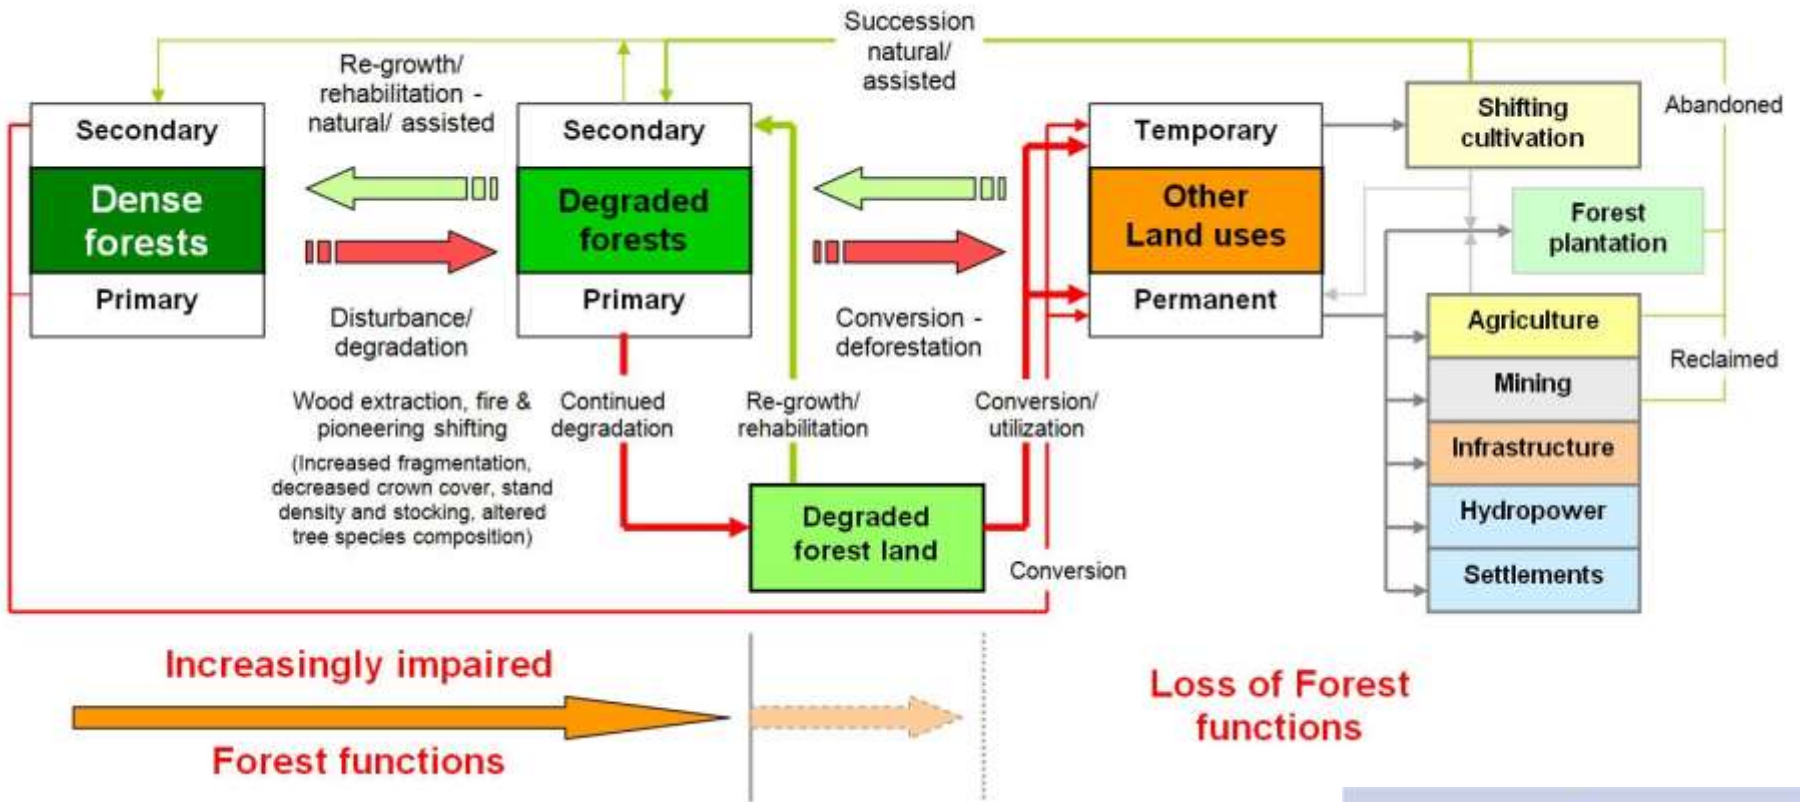 Succession
natural/
assisted
Re-growth/
rehabilitation -
natural/ assisted
Secondary
Dense
forests
Primary
Secondary
Degraded
forests
Primary
Temporary
Other
Land uses
Permanent
Shifting
cultivation
Abandoned
Forest
plantation
Agriculture
Reclaimed
Mining
Infrastructure
Hydropower
Settlements
Disturbance/
degradation
Conversion -
deforestation
Wood extraction, fire &
pioneering shifting
(Increased fragmentation,
decreased crown cover, stand
density and stocking, altered
tree species composition)
Continued
degradation
Re-growth/
rehabilitation
Conversion/
utilization
Degraded
forest land
Conversion
Increasingly impaired
Forest functions
Loss of Forest
functions